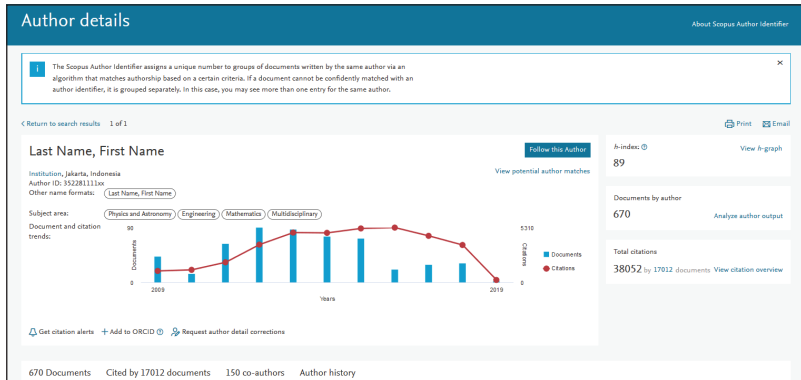 Author details
About Scopus Author Identifier
i
The Scopus Author Identifier assigns a unique number to groups of documents written by the same author via an
algorithm that matches authorship based on a certain criteria. If a document cannot be confidently matched with an
author identifier, it is grouped separately. In this case, you may see more than one entry for the same author.
×
< Return to search results 1 of 1
Print Email
Last Name, First Name
Follow this Author
Institution, Jakarta, Indonesia
View potential author matches
Author ID: 352281111xx
Other name formats: Last Name, First Name
Subject area: Physics and Astronomy Engineering Mathematics Multidisciplinary
Document and citation
trends:
90
Documents
0
2009
Years
2019
5310
Citations
0
Documents
Citations
Get citation alerts + Add to ORCID ? Request author detail corrections
h-index: ?
View h-graph
89
Documents by author
670
Analyze author output
Total citations
38052 by 17012 documents View citation overview
670 Documents Cited by 17012 documents 150 co-authors Author history